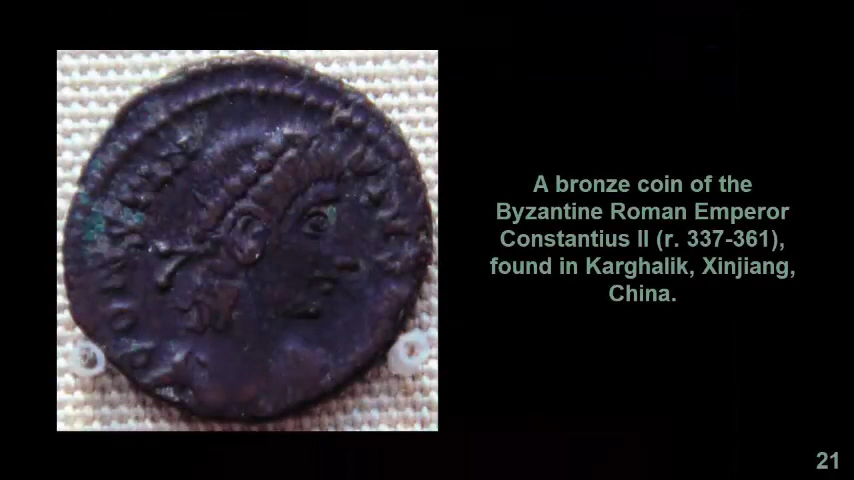 A bronze coin of the
Byzantine Roman Emperor
Constantius II (r. 337-361),
found in Karghalik, Xinjiang,
China.
21